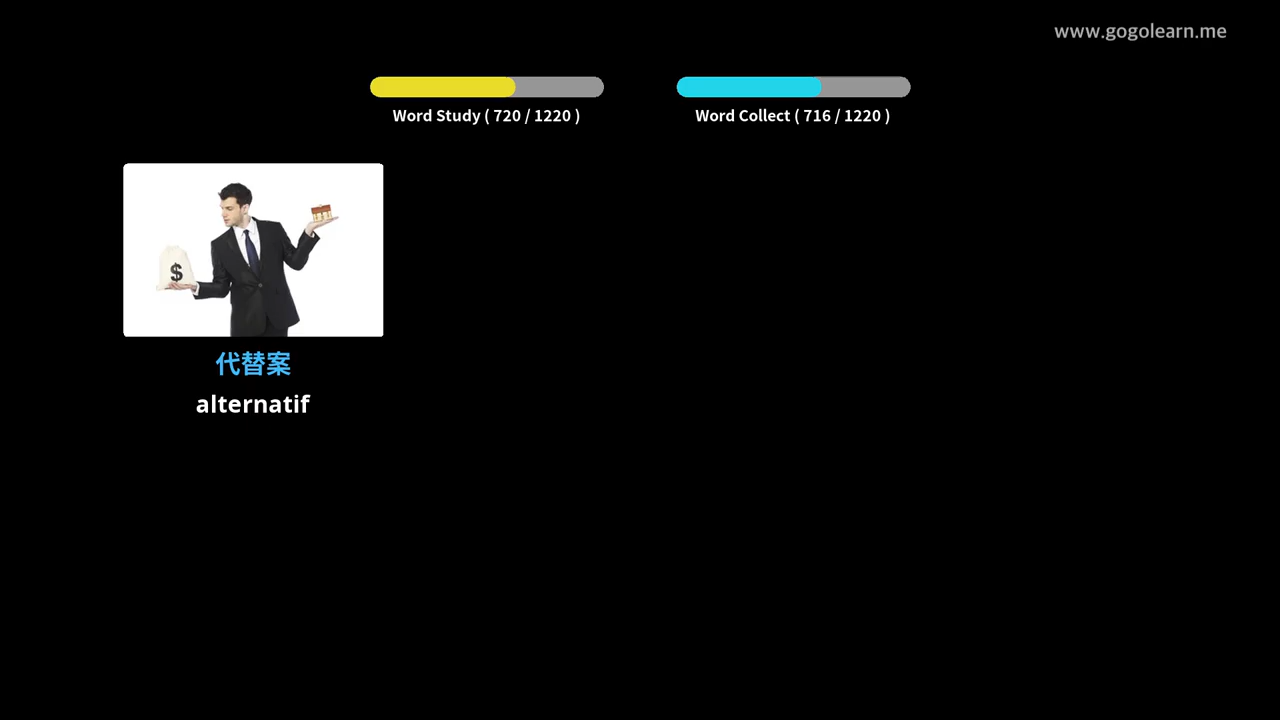 www.gogolearn.me
Word Study ( 720 / 1220 )
Word Collect ( 716 / 1220 )
$
代替案
alternatif